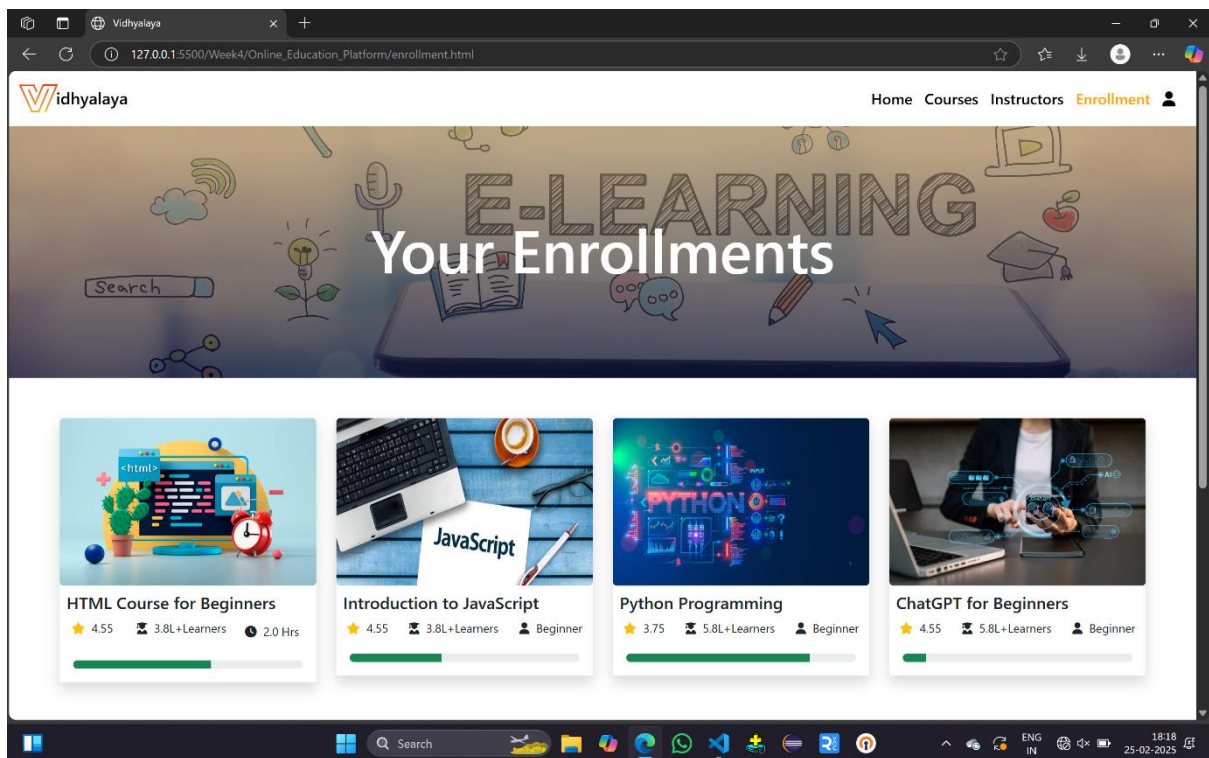 Vidhyalaya
127.0.0.1:5500/Week4/Online_Education_Platform/enrollment.html
Vidhyalaya
Home Courses Instructors Enrollment
E-LEARNING
Your Enrollments
Search
<html>
JavaScript
PYTHON
INPUT
AI
HTML Course for Beginners
4.55 3.8L+Learners 2.0 Hrs
Introduction to JavaScript
4.55 3.8L+Learners Beginner
Python Programming
3.75 5.8L+Learners Beginner
ChatGPT for Beginners
4.55 5.8L+Learners Beginner
Search
ENG
IN
18:18
25-02-2025